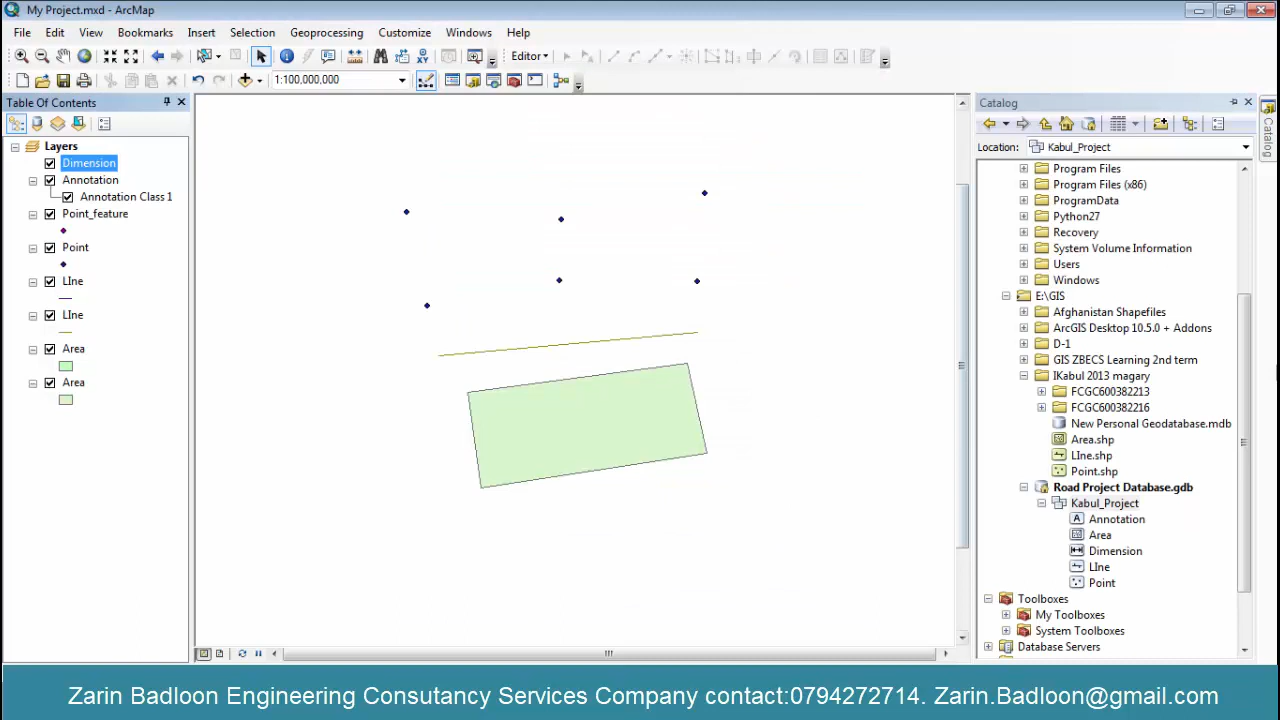 My Project.mxd - ArcMap
File Edit View Bookmarks Insert Selection Geoprocessing Customize Windows Help
Editor
1:100,000,000
Table Of Contents
Layers
Dimension
Annotation
Annotation Class 1
Point_feature
Point
LIne
LIne
Area
Area
Catalog
Location: Kabul_Project
Program Files
Program Files (x86)
ProgramData
Python27
Recovery
System Volume Information
Users
Windows
E:\GIS
Afghanistan Shapefiles
ArcGIS Desktop 10.5.0 + Addons
D-1
GIS ZBECS Learning 2nd term
IKabul 2013 magary
FCGC600382213
FCGC600382216
New Personal Geodatabase.mdb
Area.shp
LIne.shp
Point.shp
Road Project Database.gdb
Kabul_Project
Annotation
Area
Dimension
LIne
Point
Toolboxes
My Toolboxes
System Toolboxes
Database Servers
Catalog
Zarin Badloon Engineering Consutancy Services Company contact:0794272714. Zarin.Badloon@gmail.com